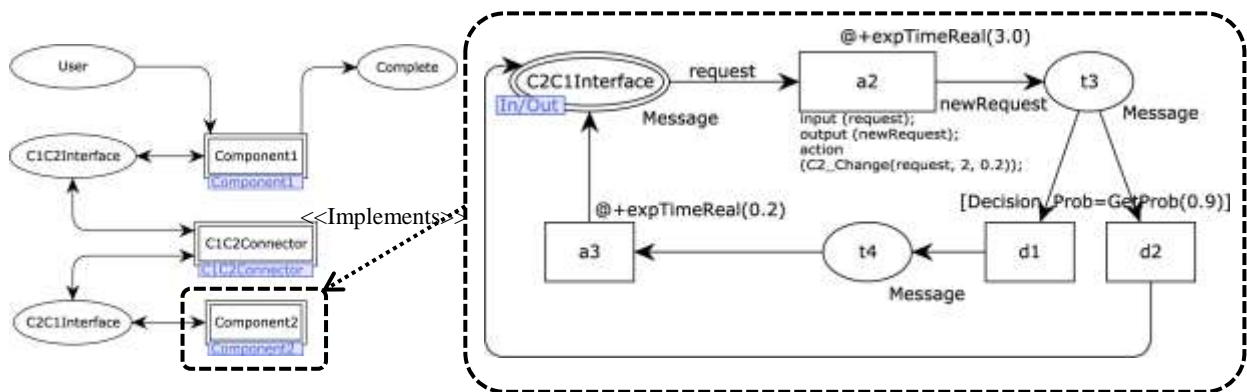 User
Complete
C1C2Interface
Component1
Component1
<<Implements>>
C1C2Connector
C1C2Connector
C2C1Interface
Component2
Component2
@+expTimeReal(3.0)
C2C1Interface
In/Out
Message
request
a2
newRequest
t3
Message
input (request);
output (newRequest);
action
(C2_Change(request, 2, 0.2));
[Decision_Prob=GetProb(0.9)]
@+expTimeReal(0.2)
a3
t4
Message
d1
d2